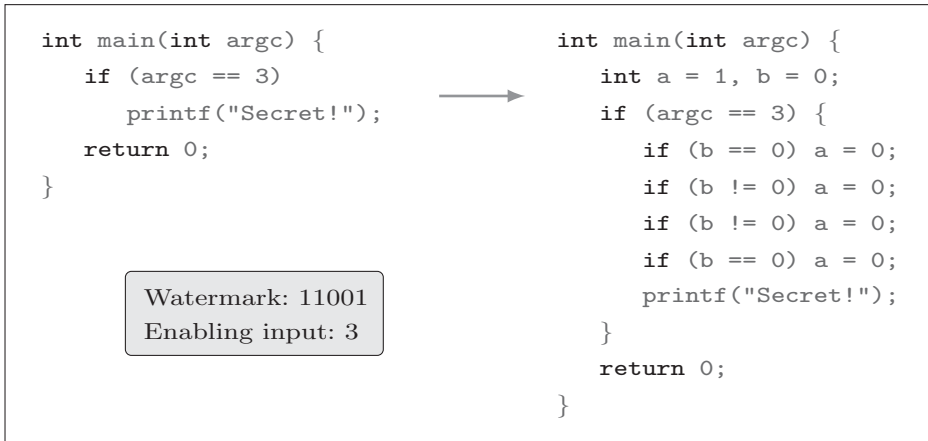 int main(int argc) {
if (argc == 3)
printf("Secret!");
return 0;
}
Watermark: 11001
Enabling input: 3
int main(int argc) {
int a = 1, b = 0;
if (argc == 3) {
if (b == 0) a = 0;
if (b != 0) a = 0;
if (b != 0) a = 0;
if (b == 0) a = 0;
printf("Secret!");
}
return 0;
}